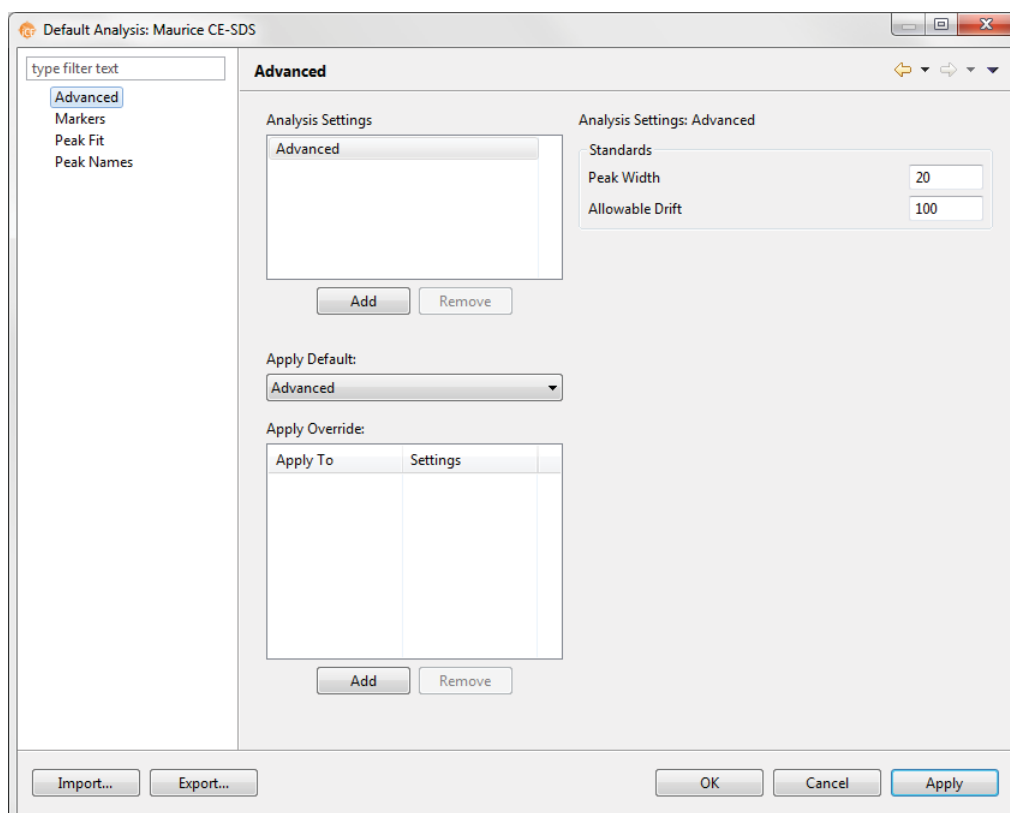 Default Analysis: Maurice CE-SDS
type filter text
Advanced
Markers
Peak Fit
Peak Names
Advanced
Analysis Settings
Advanced
Add Remove
Apply Default:
Advanced
Apply Override:
Apply To Settings
Add Remove
Analysis Settings: Advanced
Standards
Peak Width 20
Allowable Drift 100
Import... Export... OK Cancel Apply